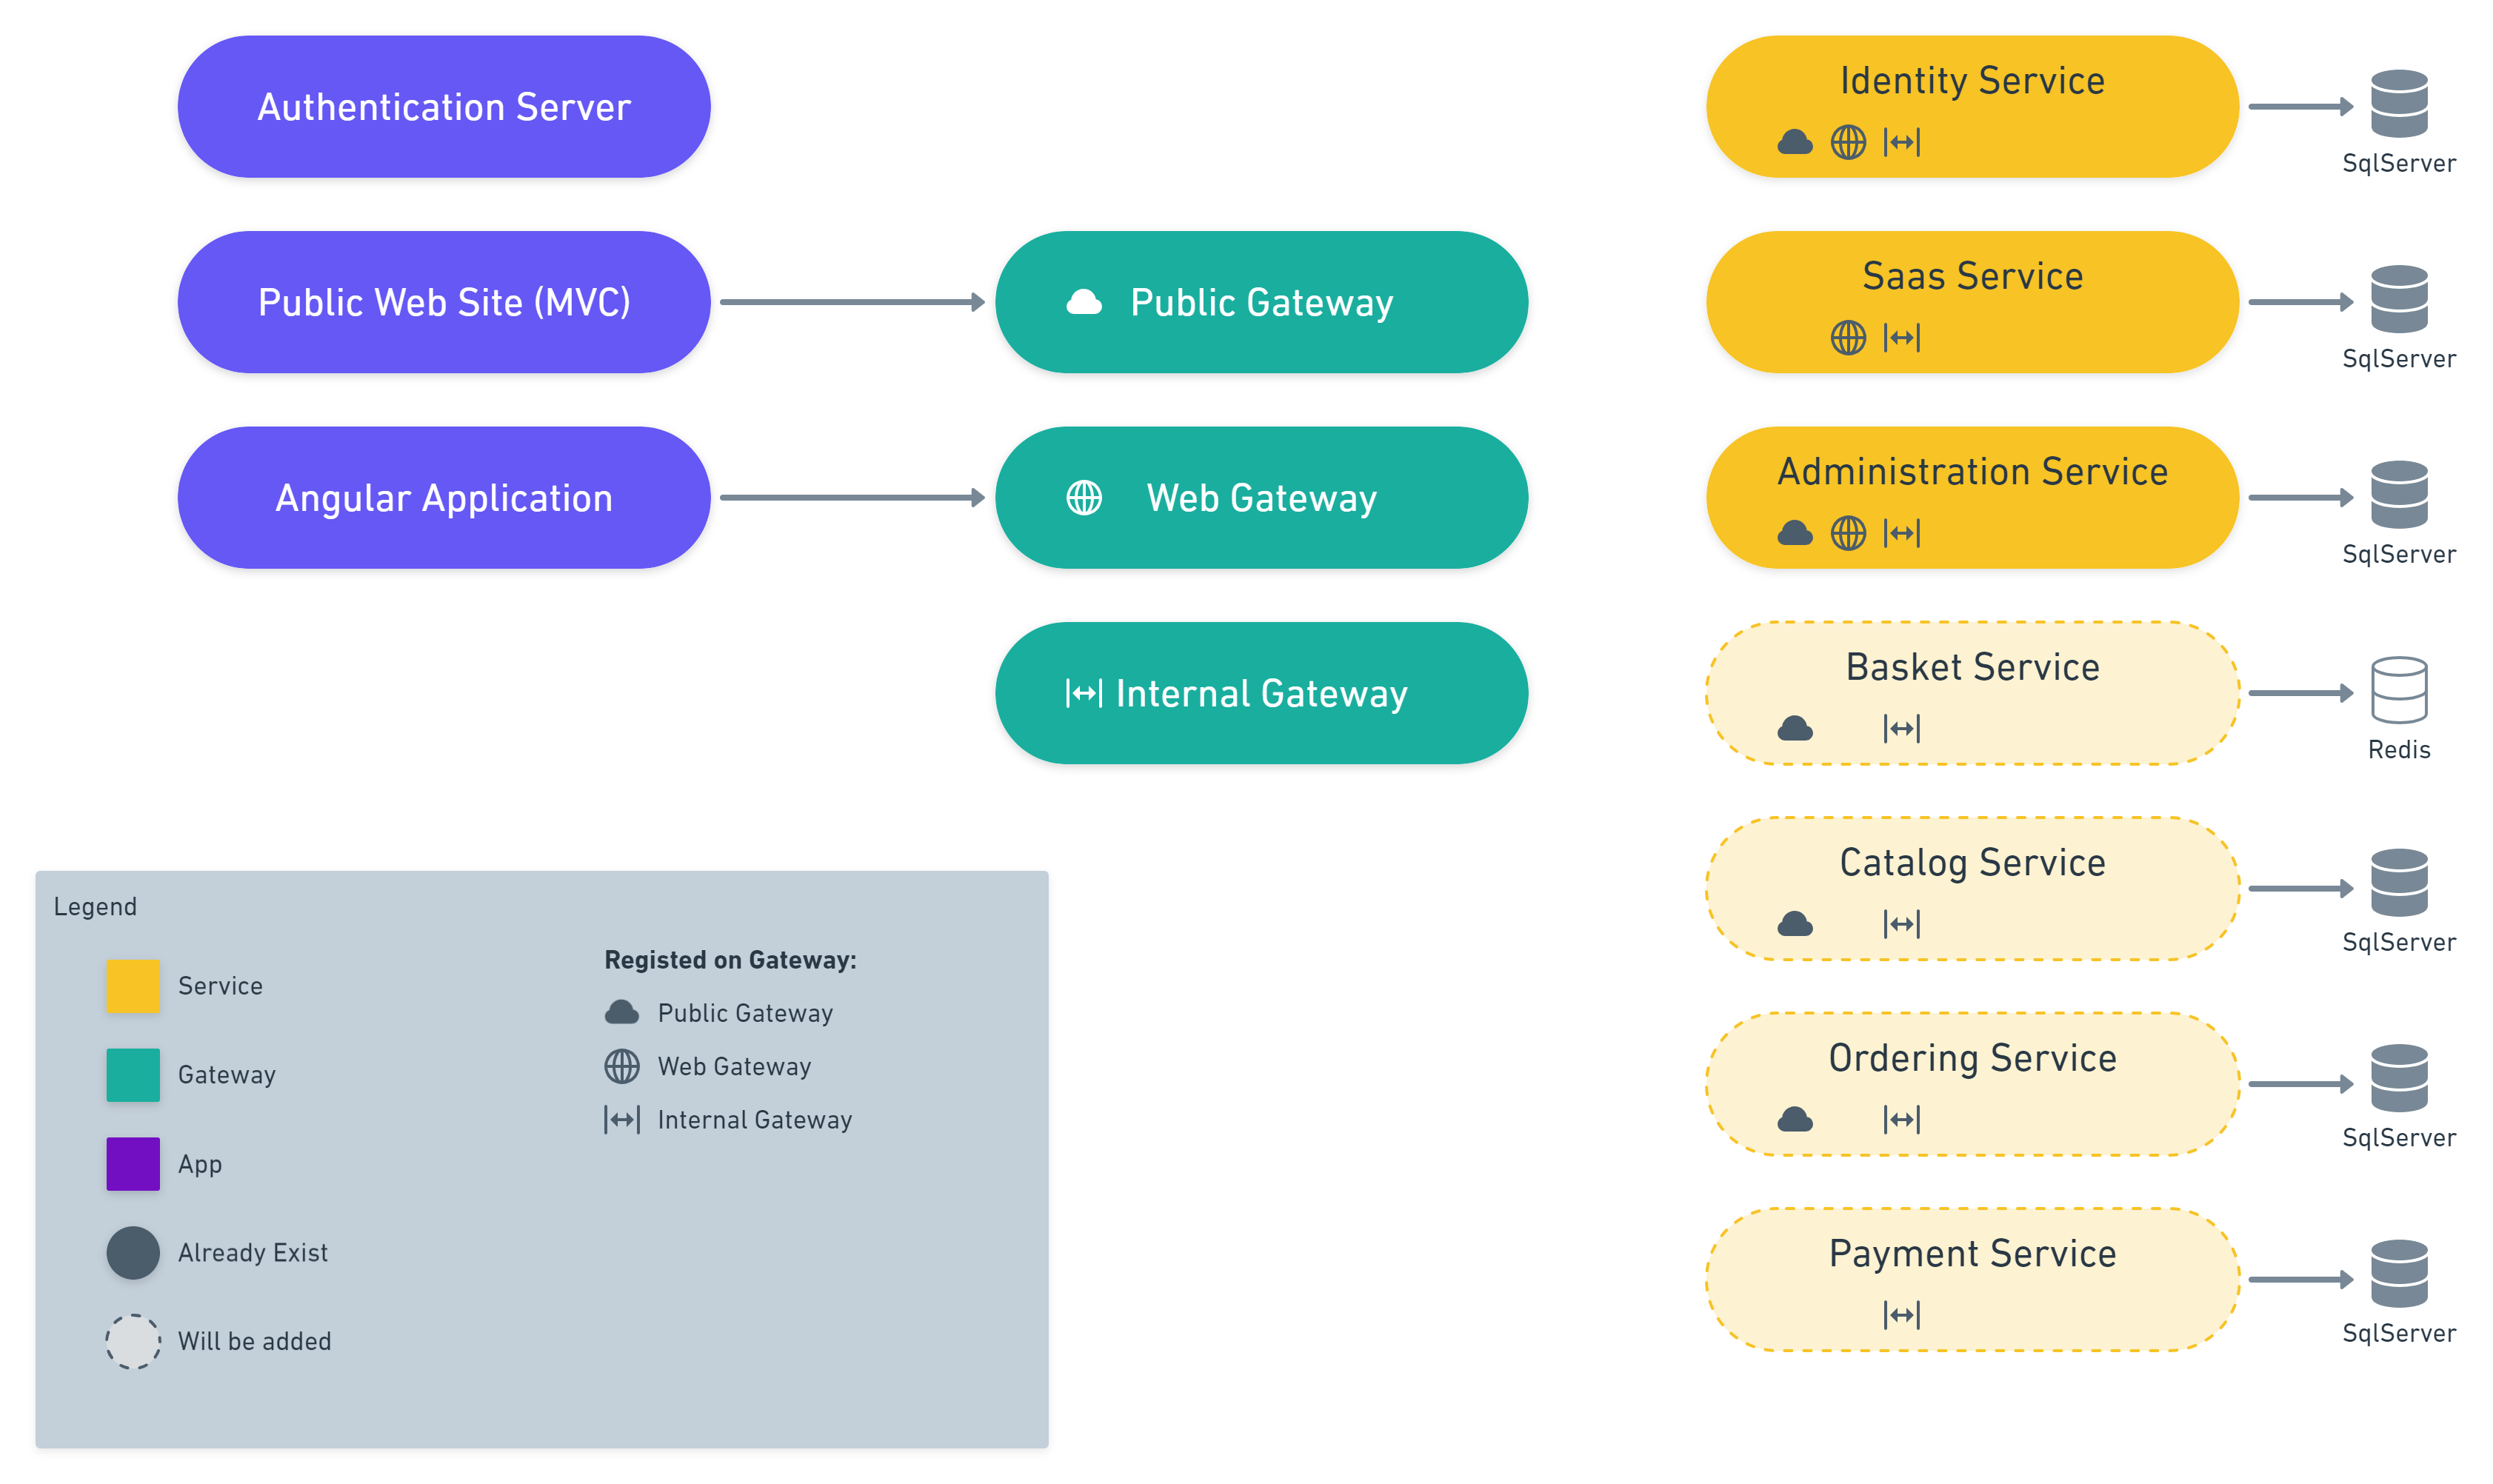 Authentication Server
Public Web Site (MVC)
Angular Application
Public Gateway
Web Gateway
Internal Gateway
Identity Service
SqlServer
Saas Service
SqlServer
Administration Service
SqlServer
Basket Service
Redis
Catalog Service
SqlServer
Ordering Service
SqlServer
Payment Service
SqlServer
Legend
Service
Gateway
App
Already Exist
Will be added
Registed on Gateway:
Public Gateway
Web Gateway
Internal Gateway